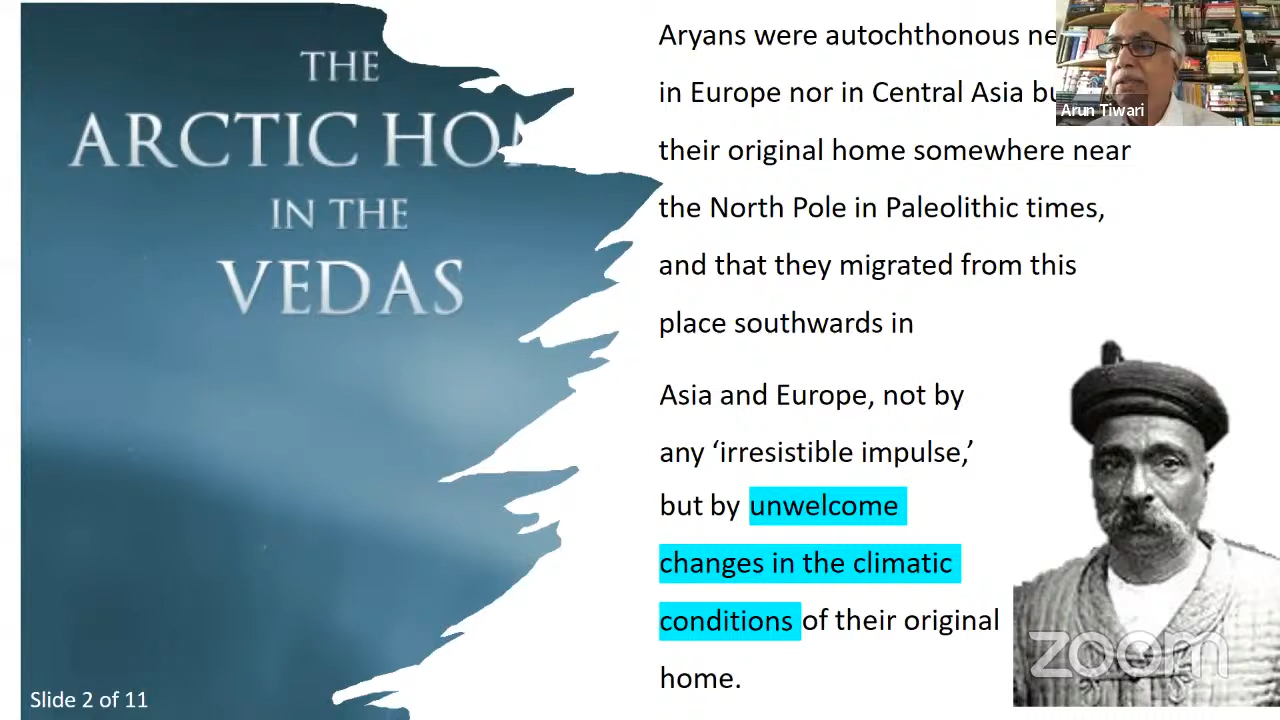 THE
ARCTIC HO
IN THE
VEDAS
Aryans were autochthonous
in Europe nor in Central Asia
their original home somewhere near
the North Pole in Paleolithic times,
and that they migrated from this
place southwards in
Asia and Europe, not by
any ‘irresistible impulse,’
but by unwelcome
changes in the climatic
conditions of their original
home.
Arun Tiwari
zoom
Slide 2 of 11